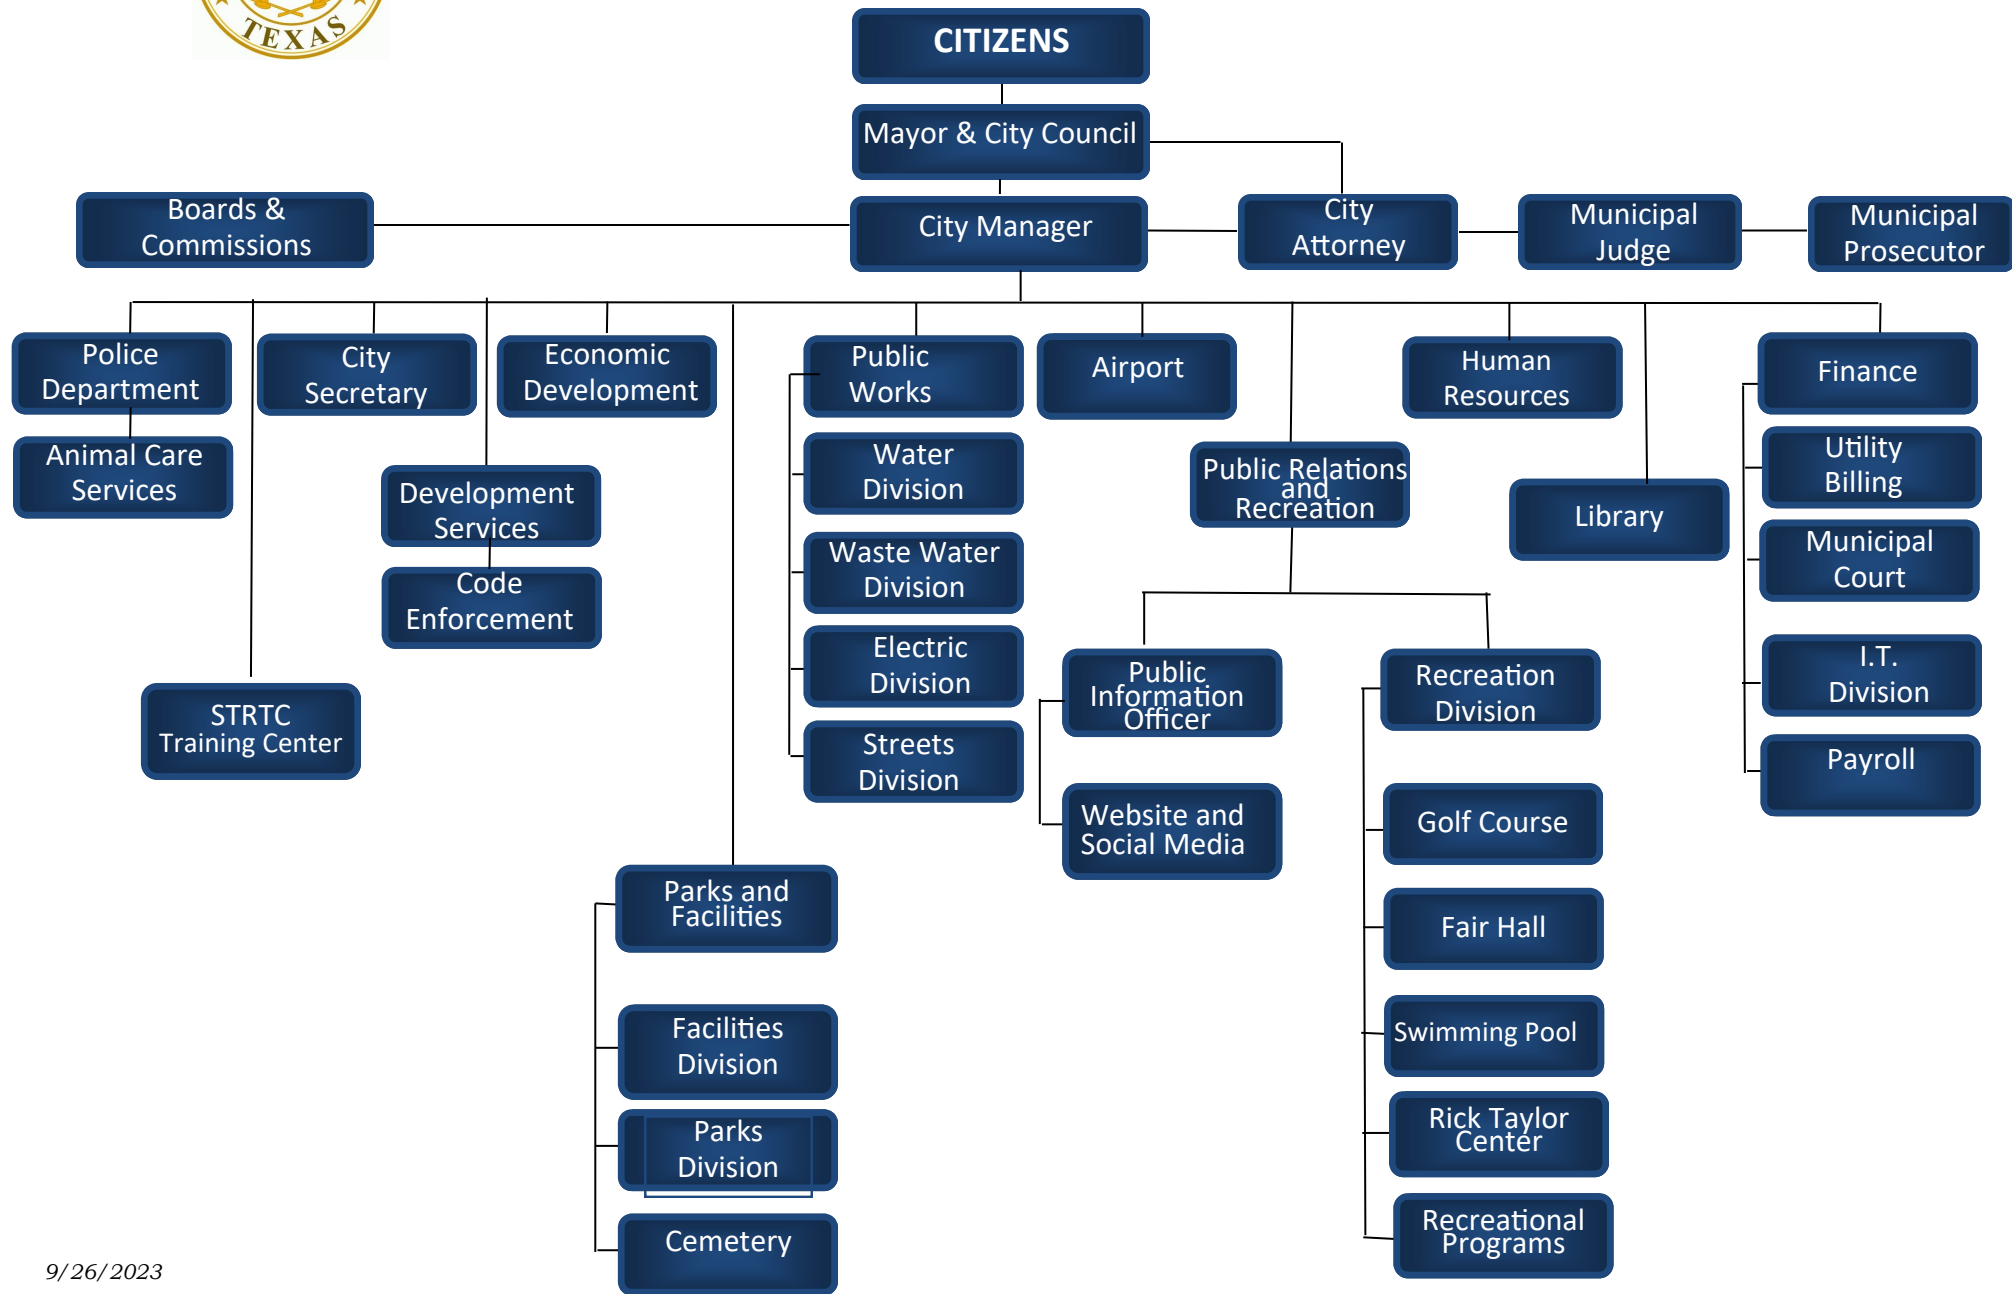 TEXAS
CITIZENS
Mayor & City Council
Boards &
Commissions
City Manager
City
Attorney
Municipal
Judge
Municipal
Prosecutor
Police
Department
City
Secretary
Economic
Development
Public
Works
Airport
Human
Resources
Finance
Animal Care
Services
Development
Services
Water
Division
Public Relations
and
Recreation
Library
Utility
Billing
Code
Enforcement
Waste Water
Division
Municipal
Court
STRTC
Training Center
Electric
Division
Public
Information
Officer
Recreation
Division
I.T.
Division
Streets
Division
Website and
Social Media
Golf Course
Payroll
Parks and
Facilities
Fair Hall
Facilities
Division
Swimming Pool
Parks
Division
Rick Taylor
Center
Cemetery
Recreational
Programs
9/26/2023